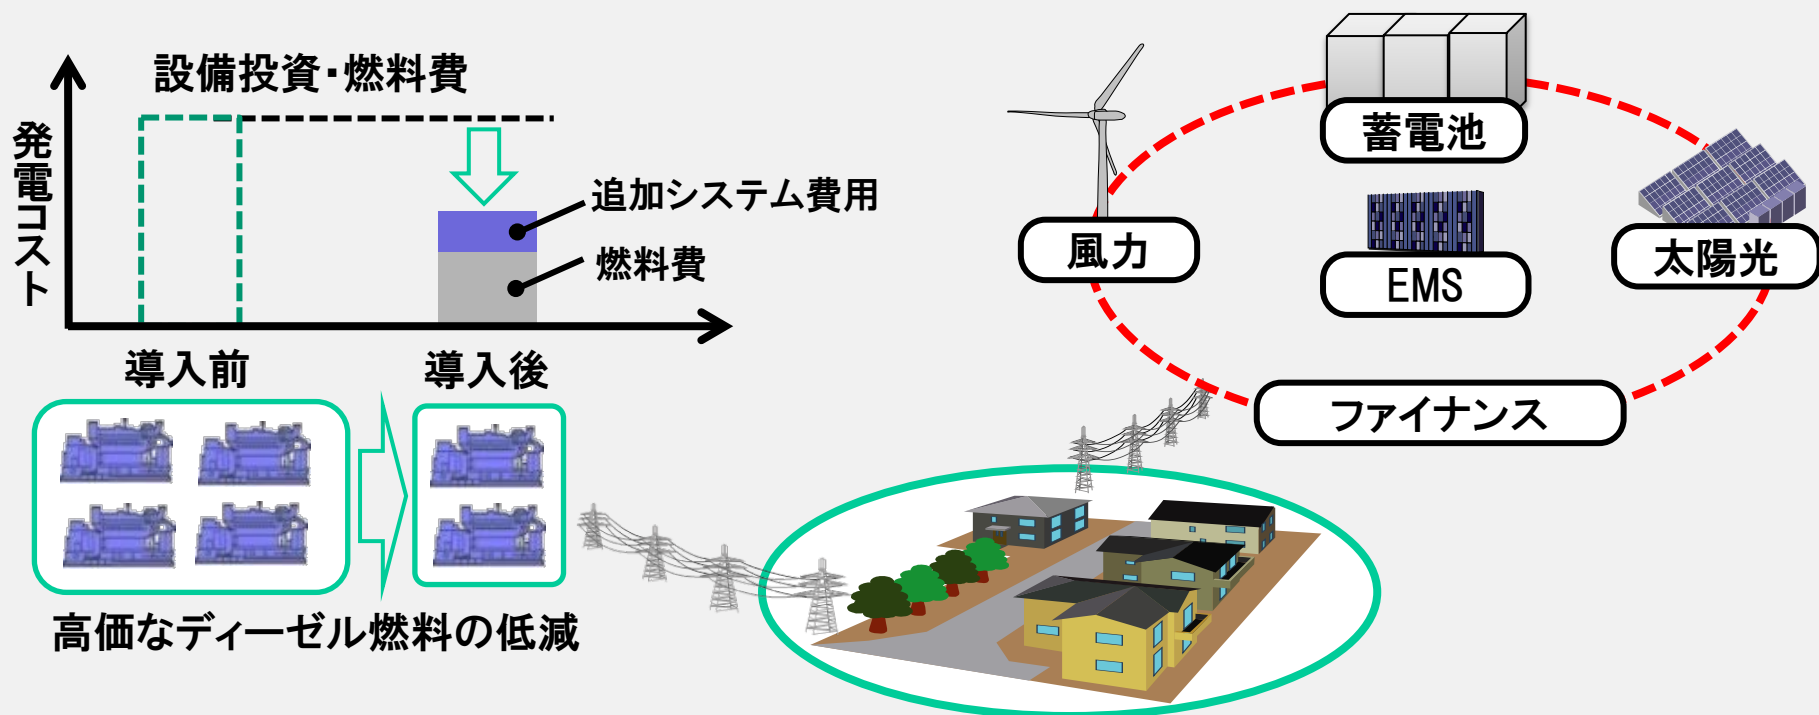 設備投資・燃料費
発電コスト
追加システム費用
燃料費
導入前
導入後
高価なディーゼル燃料の低減
蓄電池
風力
太陽光
EMS
ファイナンス